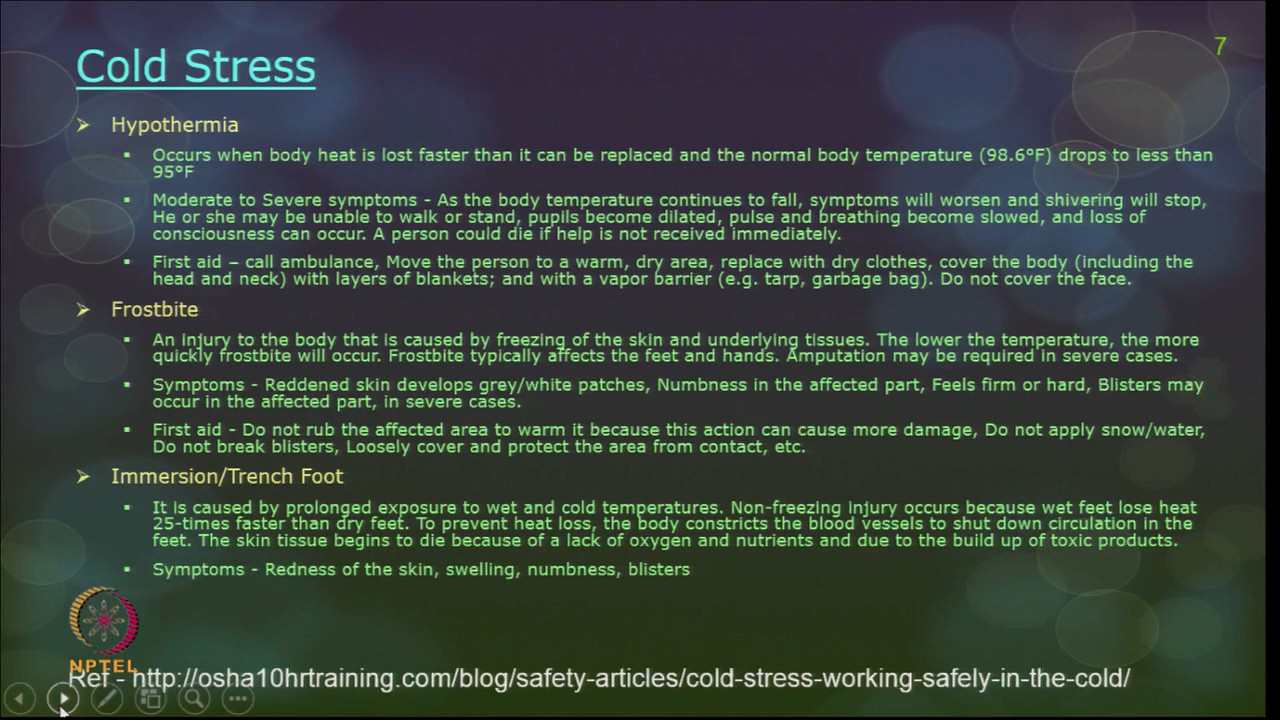 7
Cold Stress
➢ Hypothermia
▪ Occurs when body heat is lost faster than it can be replaced and the normal body temperature (98.6°F) drops to less than
95°F
▪ Moderate to Severe symptoms - As the body temperature continues to fall, symptoms will worsen and shivering will stop,
He or she may be unable to walk or stand, pupils become dilated, pulse and breathing become slowed, and loss of
consciousness can occur. A person could die if help is not received immediately.
▪ First aid – call ambulance, Move the person to a warm, dry area, replace with dry clothes, cover the body (including the
head and neck) with layers of blankets; and with a vapor barrier (e.g. tarp, garbage bag). Do not cover the face.
➢ Frostbite
▪ An injury to the body that is caused by freezing of the skin and underlying tissues. The lower the temperature, the more
quickly frostbite will occur. Frostbite typically affects the feet and hands. Amputation may be required in severe cases.
▪ Symptoms - Reddened skin develops grey/white patches, Numbness in the affected part, Feels firm or hard, Blisters may
occur in the affected part, in severe cases.
▪ First aid - Do not rub the affected area to warm it because this action can cause more damage, Do not apply snow/water,
Do not break blisters, Loosely cover and protect the area from contact, etc.
➢ Immersion/Trench Foot
▪ It is caused by prolonged exposure to wet and cold temperatures. Non-freezing injury occurs because wet feet lose heat
25-times faster than dry feet. To prevent heat loss, the body constricts the blood vessels to shut down circulation in the
feet. The skin tissue begins to die because of a lack of oxygen and nutrients and due to the build up of toxic products.
▪ Symptoms - Redness of the skin, swelling, numbness, blisters
NPTEL
Ref - http://osha10hrtraining.com/blog/safety-articles/cold-stress-working-safely-in-the-cold/